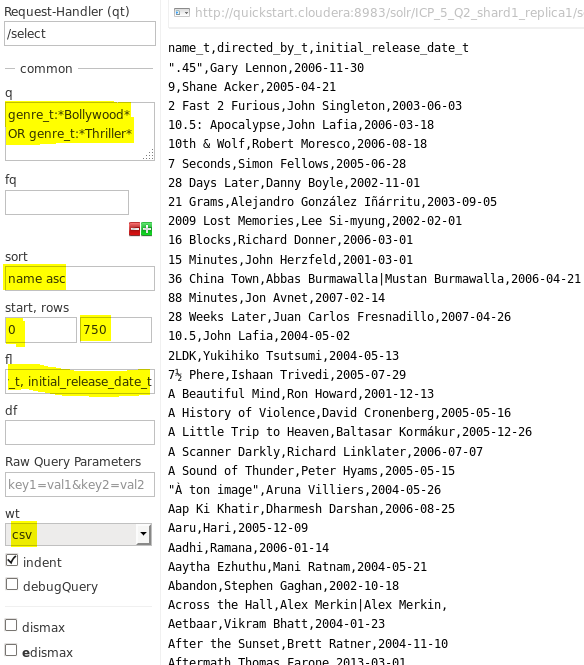 Request-Handler (qt)
/select
common
q
genre_t:*Bollywood*
OR genre_t:*Thriller*
fq
sort
name asc
start, rows
0
750
fl
_t, initial_release_date_t
df
Raw Query Parameters
key1=val1&key2=val2
wt
csv
indent
debugQuery
dismax
edismax
http://quickstart.cloudera:8983/solr/ICP_5_Q2_shard1_replica1/s
name_t,directed_by_t,initial_release_date_t
".45",Gary Lennon,2006-11-30
9,Shane Acker,2005-04-21
2 Fast 2 Furious,John Singleton,2003-06-03
10.5: Apocalypse,John Lafia,2006-03-18
10th & Wolf,Robert Moresco,2006-08-18
7 Seconds,Simon Fellows,2005-06-28
28 Days Later,Danny Boyle,2002-11-01
21 Grams,Alejandro González Iñárritu,2003-09-05
2009 Lost Memories,Lee Si-myung,2002-02-01
16 Blocks,Richard Donner,2006-03-01
15 Minutes,John Herzfeld,2001-03-01
36 China Town,Abbas Burmawalla|Mustan Burmawalla,2006-04-21
88 Minutes,Jon Avnet,2007-02-14
28 Weeks Later,Juan Carlos Fresnadillo,2007-04-26
10.5,John Lafia,2004-05-02
2LDK,Yukihiko Tsutsumi,2004-05-13
7½ Phere,Ishaan Trivedi,2005-07-29
A Beautiful Mind,Ron Howard,2001-12-13
A History of Violence,David Cronenberg,2005-05-16
A Little Trip to Heaven,Baltasar Kormákur,2005-12-26
A Scanner Darkly,Richard Linklater,2006-07-07
A Sound of Thunder,Peter Hyams,2005-05-15
"À ton image",Aruna Villiers,2004-05-26
Aap Ki Khatir,Dharmesh Darshan,2006-08-25
Aaru,Hari,2005-12-09
Aadhi,Ramana,2006-01-14
Aaytha Ezhuthu,Mani Ratnam,2004-05-21
Abandon,Stephen Gaghan,2002-10-18
Across the Hall,Alex Merkin|Alex Merkin,
Aetbaar,Vikram Bhatt,2004-01-23
After the Sunset,Brett Ratner,2004-11-10
Aftermath,Thomas Farone,2013-03-01